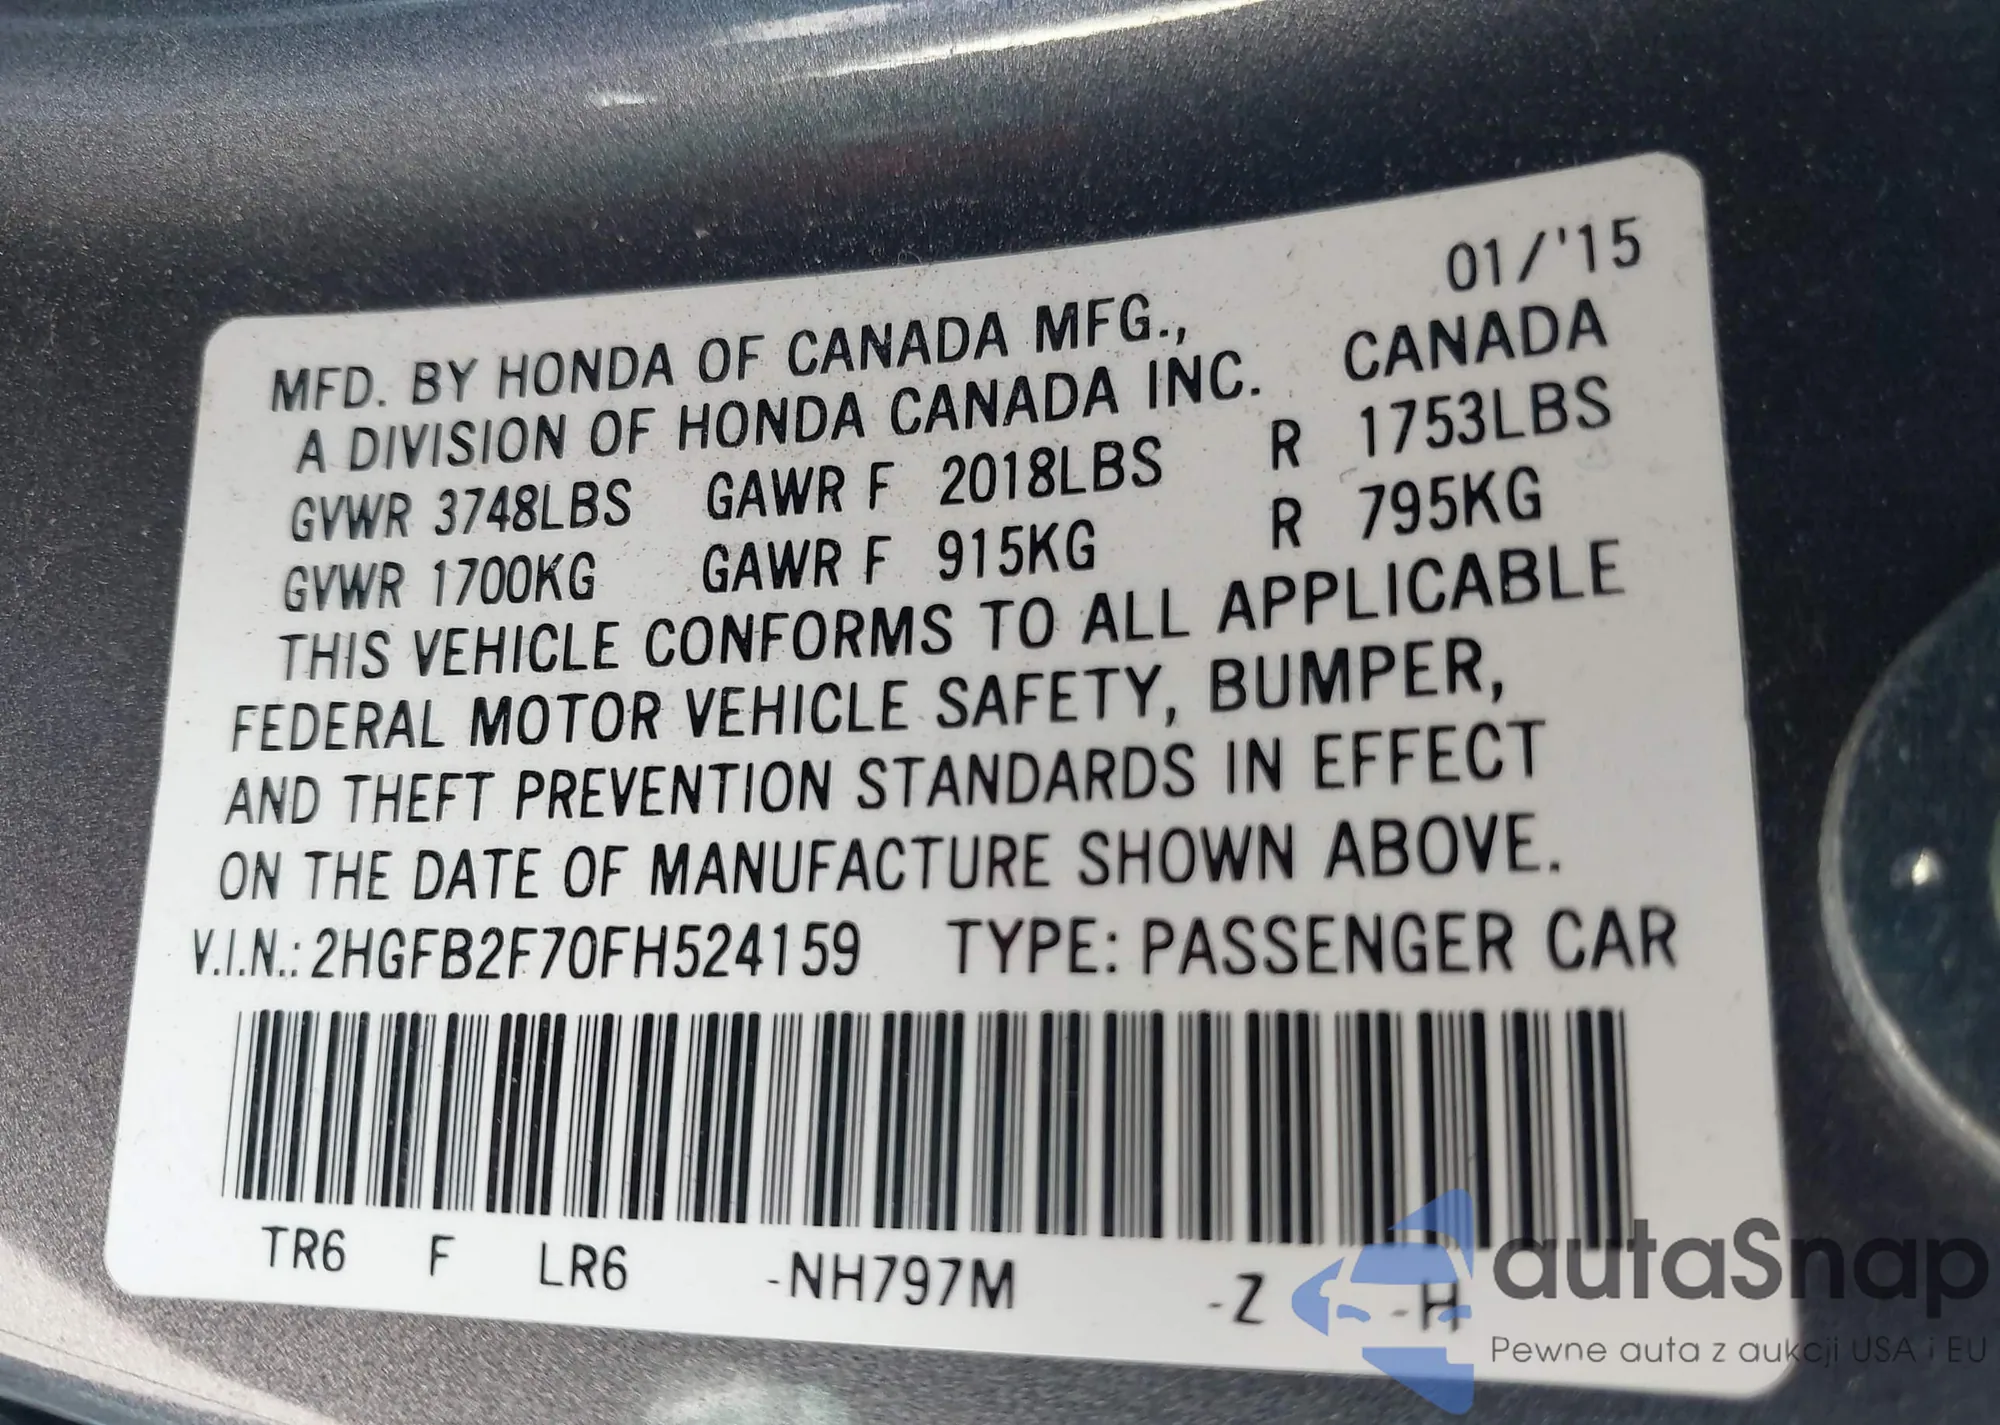 01/'15
MFD. BY HONDA OF CANADA MFG.,
A DIVISION OF HONDA CANADA INC. CANADA
GVWR 3748LBS GAWR F 2018LBS R 1753LBS
GVWR 1700KG GAWR F 915KG R 795KG
THIS VEHICLE CONFORMS TO ALL APPLICABLE
FEDERAL MOTOR VEHICLE SAFETY, BUMPER,
AND THEFT PREVENTION STANDARDS IN EFFECT
ON THE DATE OF MANUFACTURE SHOWN ABOVE.
V.I.N.: 2HGFB2F70FH524159 TYPE: PASSENGER CAR
TR6 F LR6 -NH797M -Z -H
autaSnap
Pewne auta z aukcji USA i EU